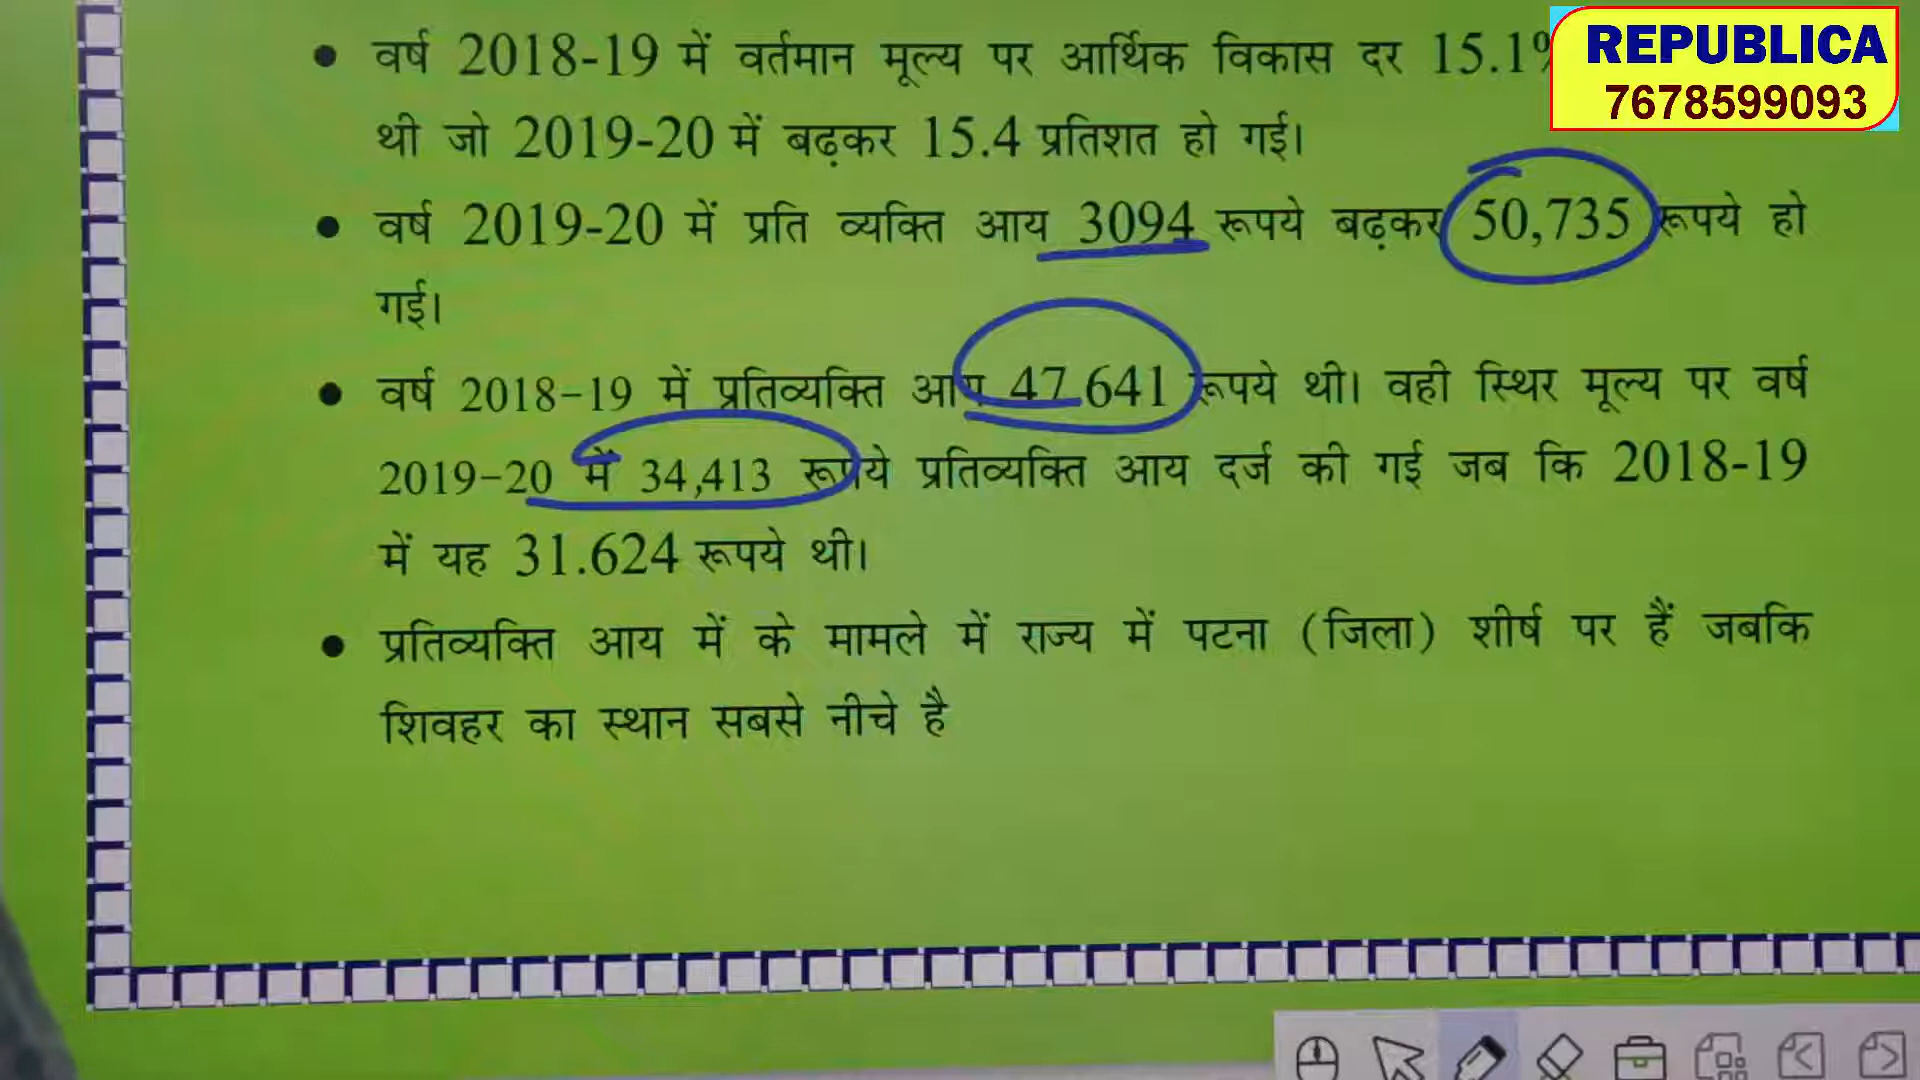 वर्ष 2018-19 में वर्तमान मूल्य पर आर्थिक विकास दर 15.1%
थी जो 2019-20 में बढ़कर 15.4 प्रतिशत हो गई।
वर्ष 2019-20 में प्रति व्यक्ति आय 3094 रूपये बढ़कर 50,735 रूपये हो
गई।
वर्ष 2018-19 में प्रतिव्यक्ति आय 47.641 रूपये थी। वही स्थिर मूल्य पर वर्ष
2019-20 में 34,413 रूपये प्रतिव्यक्ति आय दर्ज की गई जब कि 2018-19
में यह 31.624 रूपये थी।
प्रतिव्यक्ति आय में के मामले में राज्य में पटना (जिला) शीर्ष पर हैं जबकि
शिवहर का स्थान सबसे नीचे है
REPUBLICA
7678599093